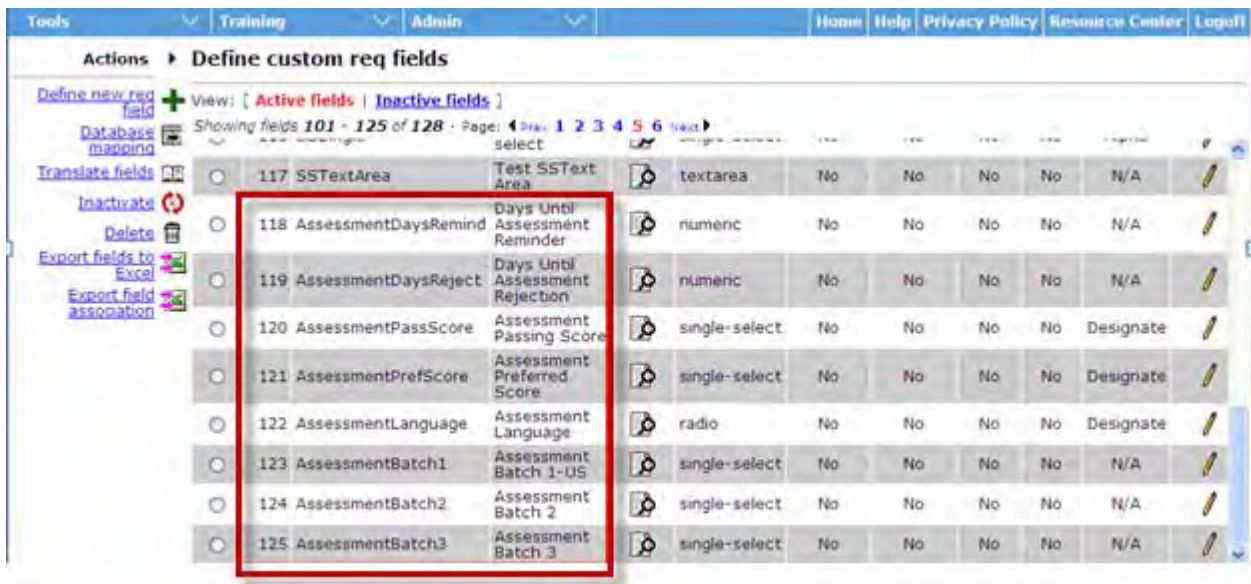 Tools Training Admin Home Help Privacy Policy Resource Center Logoff
Actions Define custom req fields
Define new req field
Database mapping
Translate fields
Inactivate
Delete
Export fields to Excel
Export field association
View: [ Active fields | Inactive fields ]
Showing fields 101 - 125 of 128 · Page: Prev 1 2 3 4 5 6 Next
select
117 SSTextArea Test SSText Area textarea No No No No N/A
118 AssessmentDaysRemind Days Until Assessment Reminder numeric No No No No N/A
119 AssessmentDaysReject Days Until Assessment Rejection numeric No No No No N/A
120 AssessmentPassScore Assessment Passing Score single-select No No No No Designate
121 AssessmentPrefScore Assessment Preferred Score single-select No No No No Designate
122 AssessmentLanguage Assessment Language radio No No No No Designate
123 AssessmentBatch1 Assessment Batch 1-US single-select No No No No N/A
124 AssessmentBatch2 Assessment Batch 2 single-select No No No No N/A
125 AssessmentBatch3 Assessment Batch 3 single-select No No No No N/A